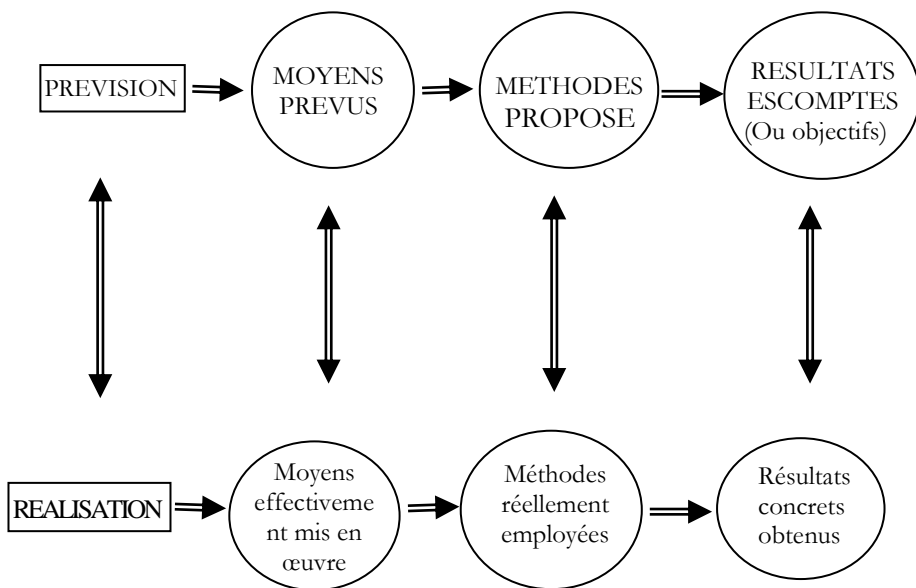 PREVISION
MOYENS
PREVUS
METHODES
PROPOSE
RESULTATS
ESCOMPTES
(Ou objectifs)
REALISATION
Moyens
effectiveme
nt mis en
œuvre
Méthodes
réellement
employées
Résultats
concrets
obtenus